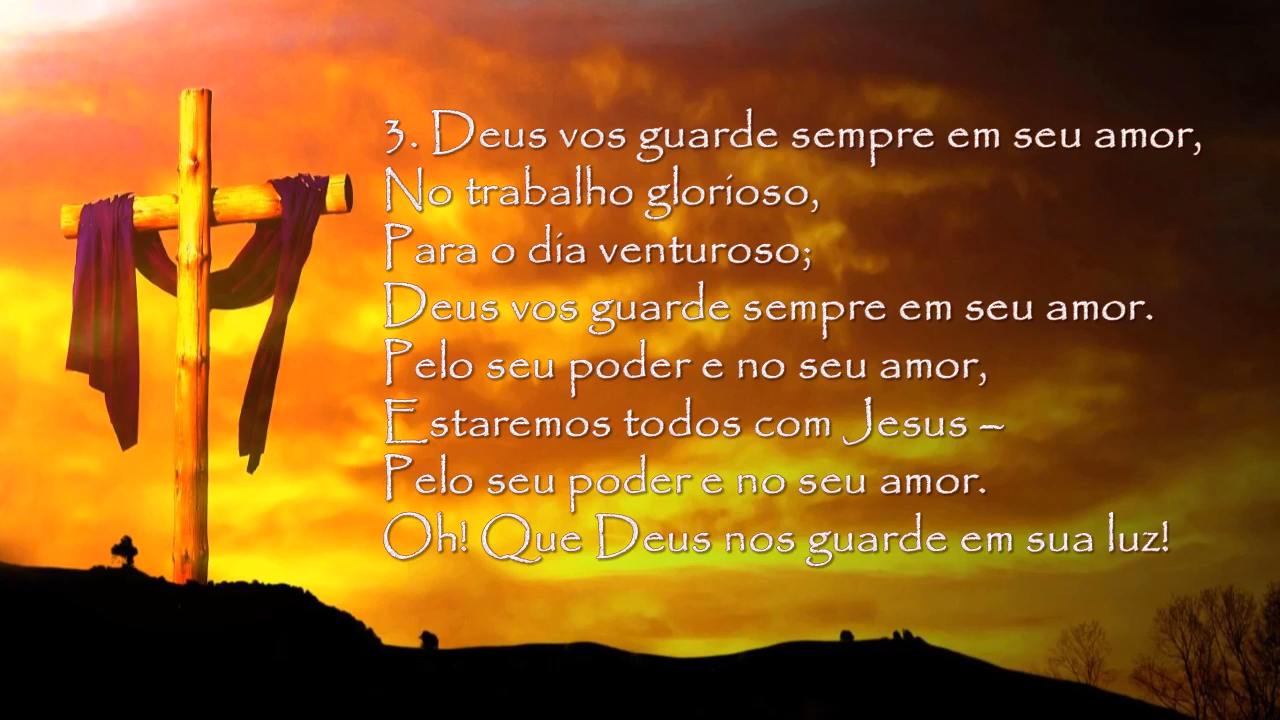 3. Deus vos guarde sempre em seu amor,
No trabalho glorioso,
Para o dia venturoso;
Deus vos guarde sempre em seu amor.
Pelo seu poder e no seu amor,
Estaremos todos com Jesus –
Pelo seu poder e no seu amor.
Oh! Que Deus nos guarde em sua luz!